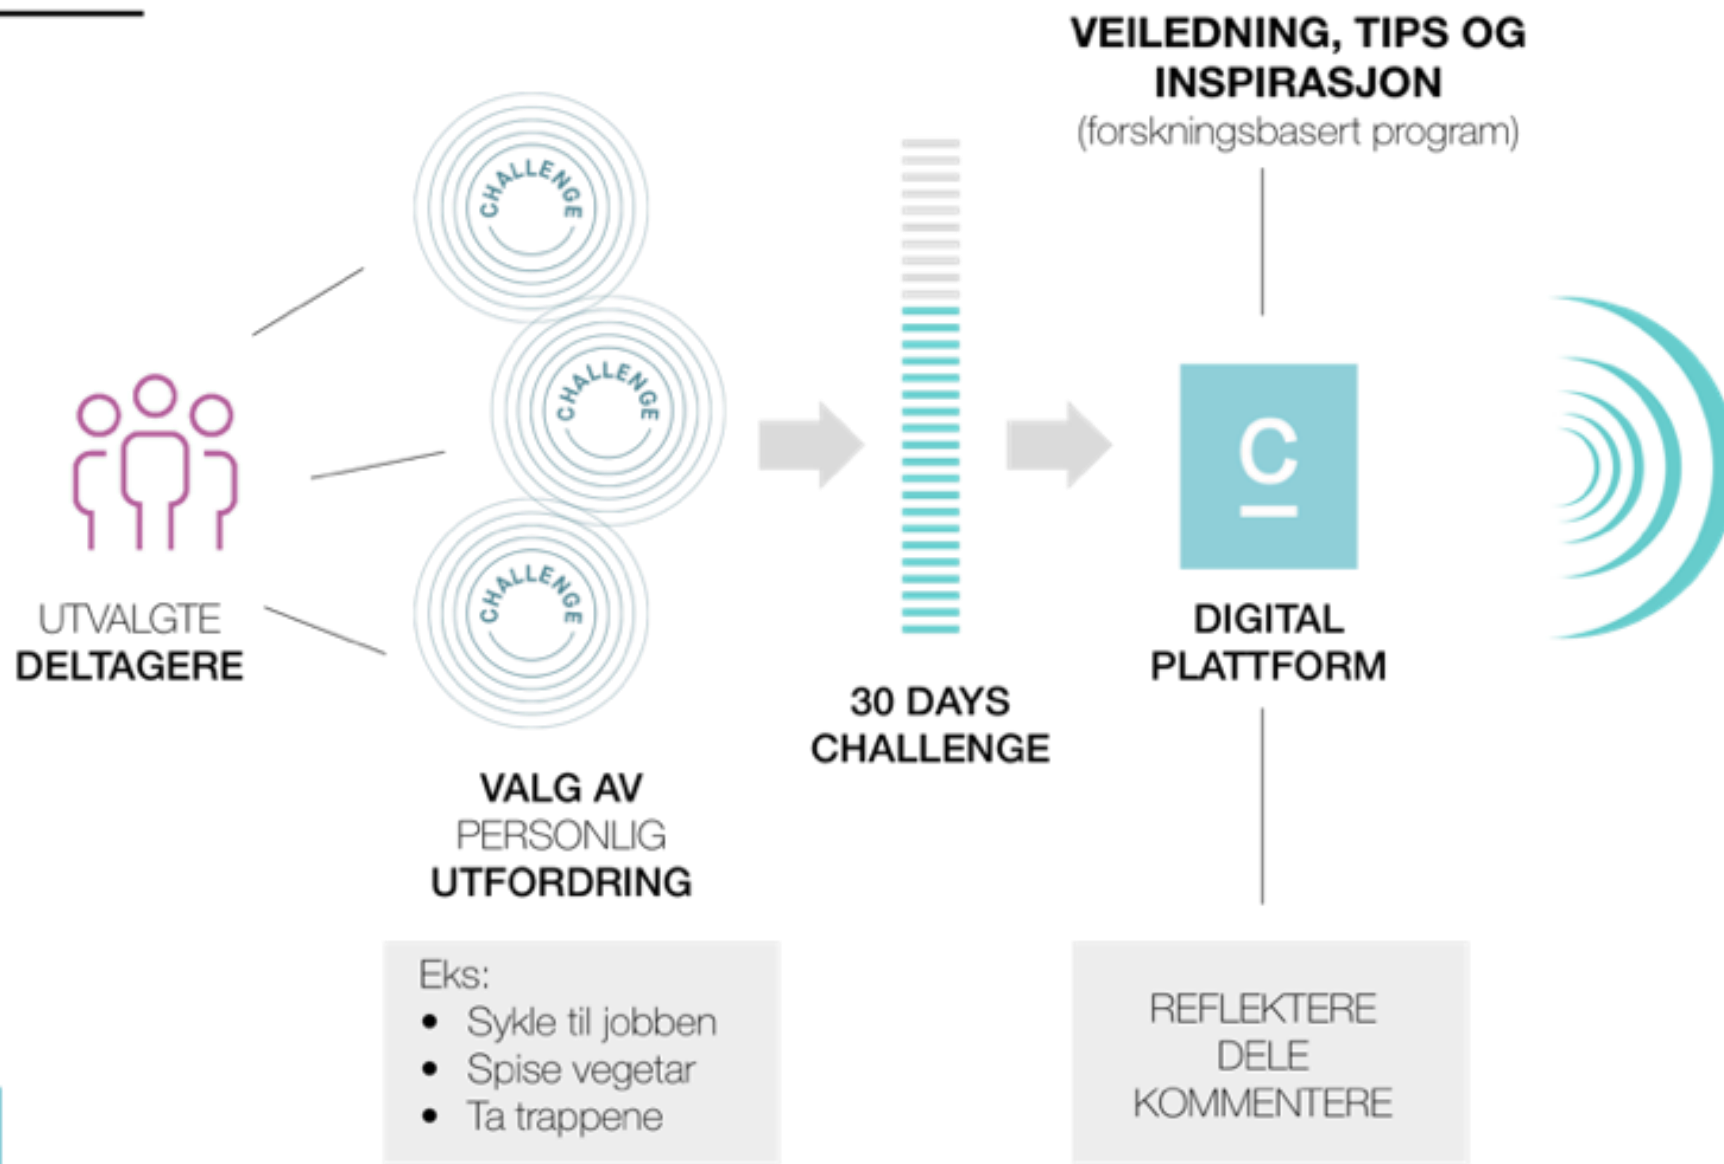 VEILEDNING, TIPS OG
INSPIRASJON
(forskningsbasert program)
CHALLENGE
CHALLENGE
CHALLENGE
UTVALGTE
DELTAGERE
VALG AV
PERSONLIG
UTFORDRING
Eks:
• Sykle til jobben
• Spise vegetar
• Ta trappene
30 DAYS
CHALLENGE
C
DIGITAL
PLATTFORM
REFLEKTERE
DELE
KOMMENTERE